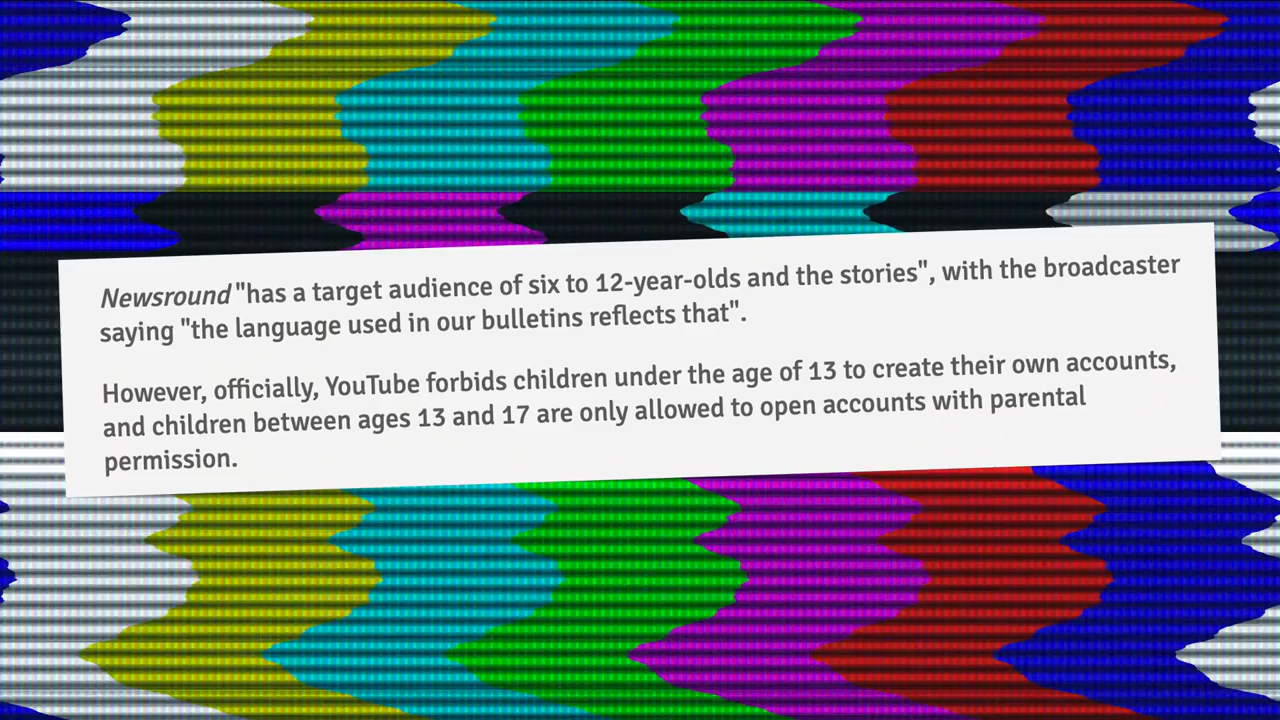 Newsround "has a target audience of six to 12-year-olds and the stories", with the broadcaster
saying "the language used in our bulletins reflects that".
However, officially, YouTube forbids children under the age of 13 to create their own accounts,
and children between ages 13 and 17 are only allowed to open accounts with parental
permission.